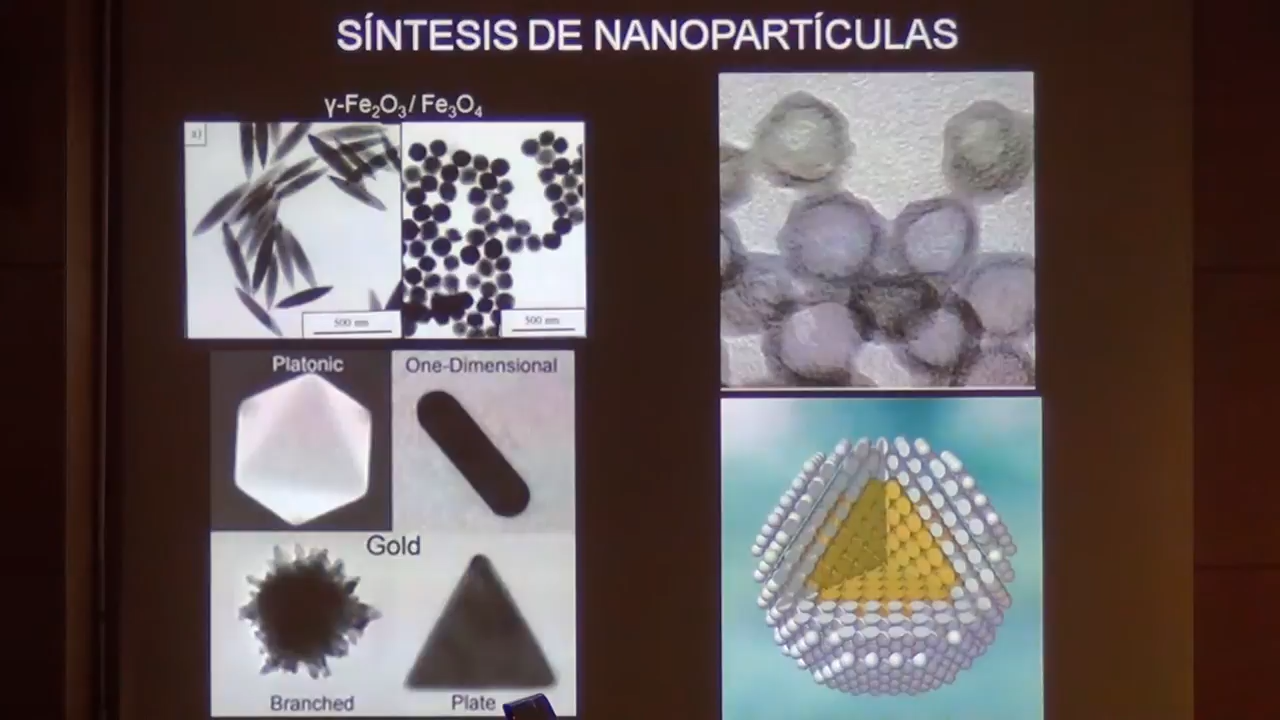 SÍNTESIS DE NANOPARTÍCULAS
γ-Fe₂O₃/ Fe₃O₄
a)
500 nm
500 nm
Platonic
One-Dimensional
Gold
Branched
Plate